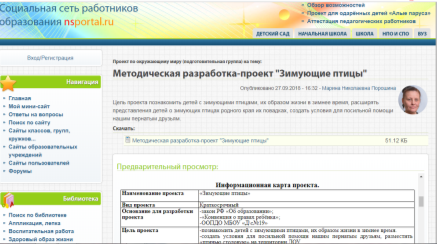 Социальная сеть работников
образования nsportal.ru
Обзор возможностей
Проект для одарённых детей «Алые паруса»
Аттестация педагогических работников
ДЕТСКИЙ САД НАЧАЛЬНАЯ ШКОЛА ШКОЛА НПО И СПО ВУЗ
Вход/Регистрация
Навигация
Главная
Мой мини-сайт
Ответы на вопросы
Поиск по сайту
Сайты классов, групп,
кружков...
Сайты образовательных
учреждений
Сайты пользователей
Форумы
Библиотека
Поиск по библиотеке
Аппликация, лепка
Воспитательная работа
Здоровый образ жизни
Проект по окружающему миру (подготовительная группа) на тему:
Методическая разработка-проект "Зимующие птицы"
Опубликовано 27.09.2016 - 16:32 - Марина Николаевна Порошина
Цель проекта познакомить детей с зимующими птицами, их образом жизни в зимнее время, расширять
представления детей о зимующих птицах родного края их повадках, создать условия для посильной помощи
нашим пернатым друзьям.
Скачать:
Методическая разработка-проект "Зимующие птицы" 51.12 КБ
Предварительный просмотр:
Информационная карта проекта.
Наименование проекта «Зимующие птицы»
Вид проекта Краткосрочный
Основание для разработки -закон РФ «Об образовании»;
проекта -«Конвенция о правах ребенка»;
-ООПДО МБОУ
Цель проекта -познакомить детей с зимующими птицами, их образом жизни в зимнее время.
-создать условия для посильной помощи нашим пернатым друзьям, разместить